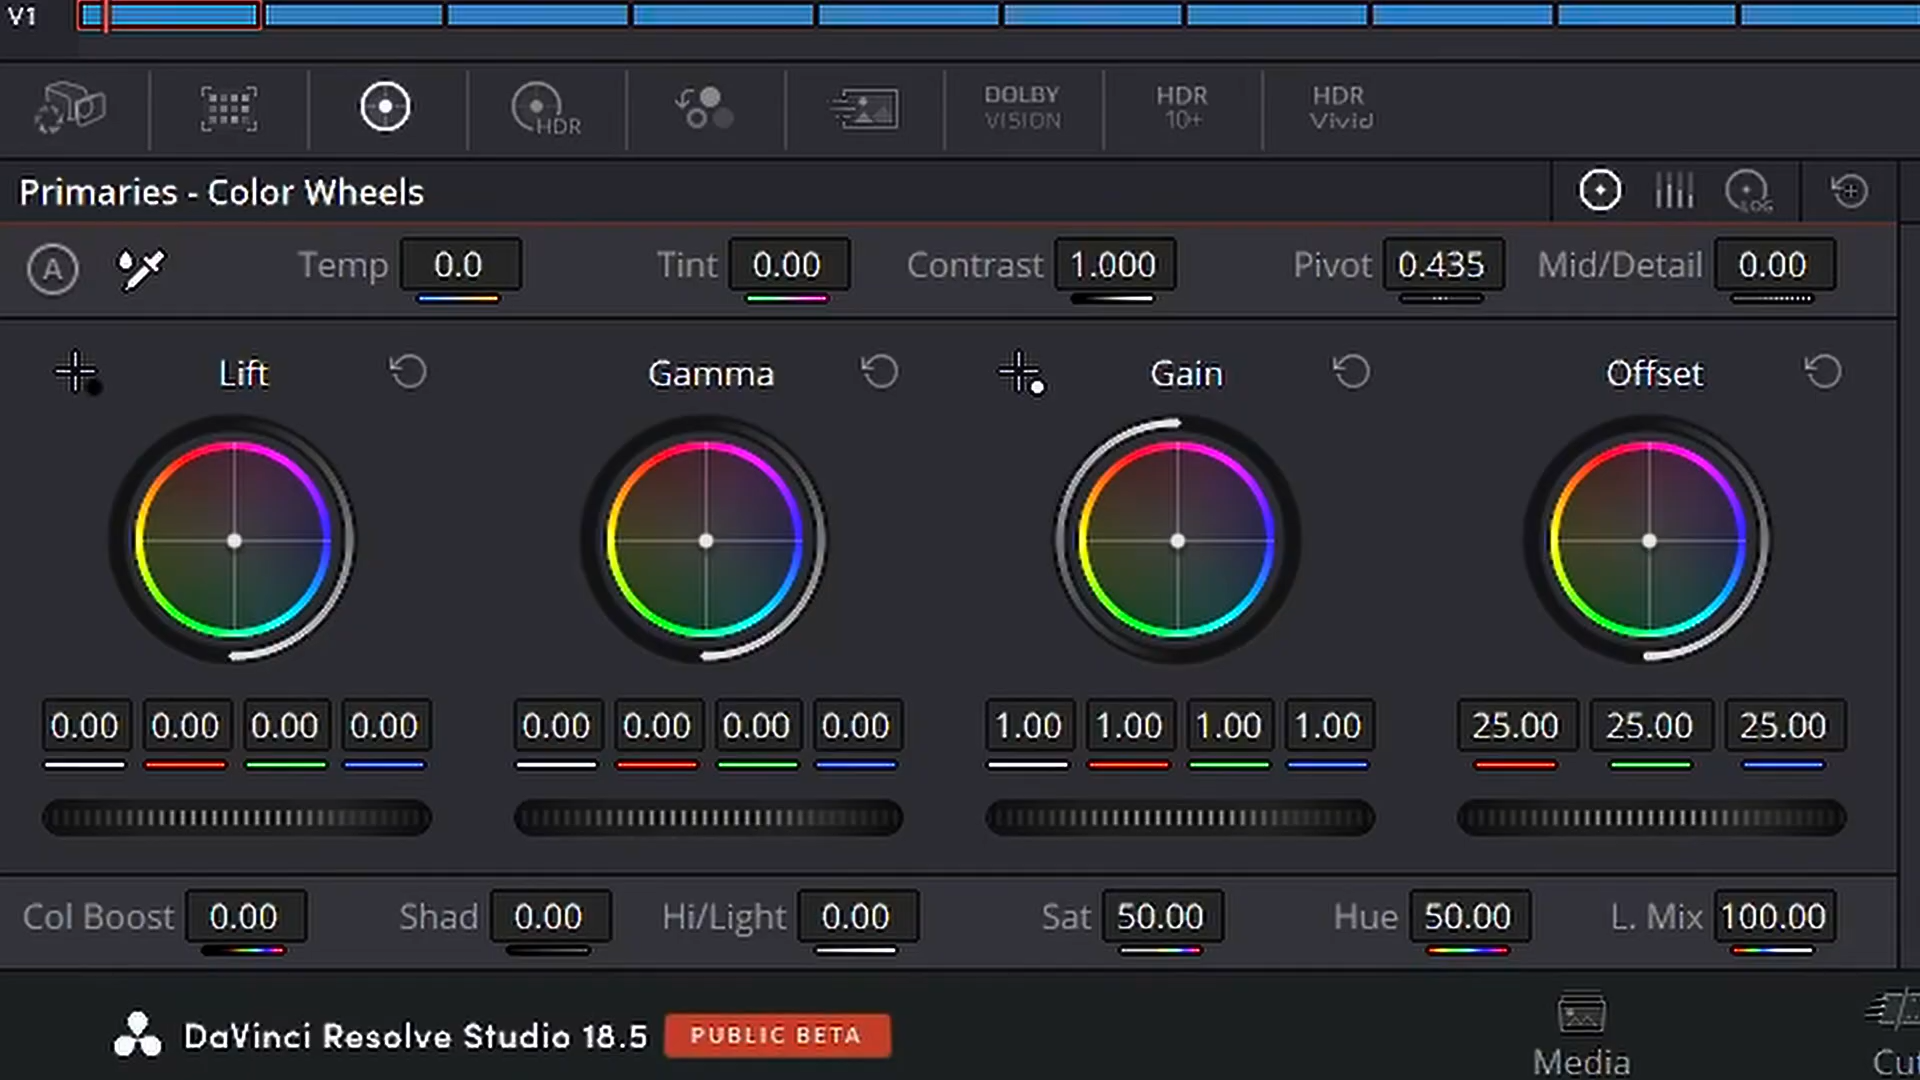 V1
HDR
DOLBY VISION
HDR 10+
HDR Vivid
Primaries - Color Wheels
LOG
A Temp 0.0 Tint 0.00 Contrast 1.000 Pivot 0.435 Mid/Detail 0.00
Lift Gamma Gain Offset
0.00 0.00 0.00 0.00 0.00 0.00 0.00 0.00 1.00 1.00 1.00 1.00 25.00 25.00 25.00
Col Boost 0.00 Shad 0.00 Hi/Light 0.00 Sat 50.00 Hue 50.00 L. Mix 100.00
DaVinci Resolve Studio 18.5 PUBLIC BETA
Media